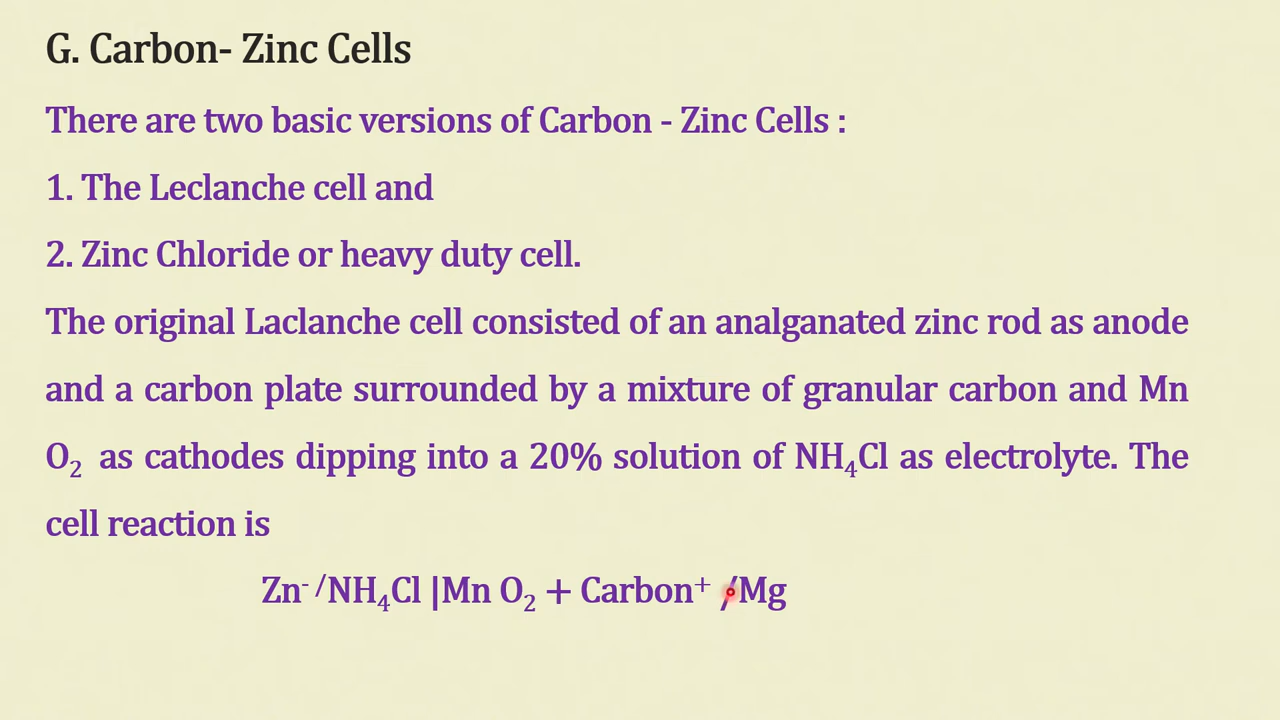 G. Carbon- Zinc Cells
There are two basic versions of Carbon - Zinc Cells :
1. The Leclanche cell and
2. Zinc Chloride or heavy duty cell.
The original Laclanche cell consisted of an analganated zinc rod as anode
and a carbon plate surrounded by a mixture of granular carbon and Mn
O₂ as cathodes dipping into a 20% solution of NH₄Cl as electrolyte. The
cell reaction is
Zn⁻ /NH₄Cl |Mn O₂ + Carbon⁺ /Mg